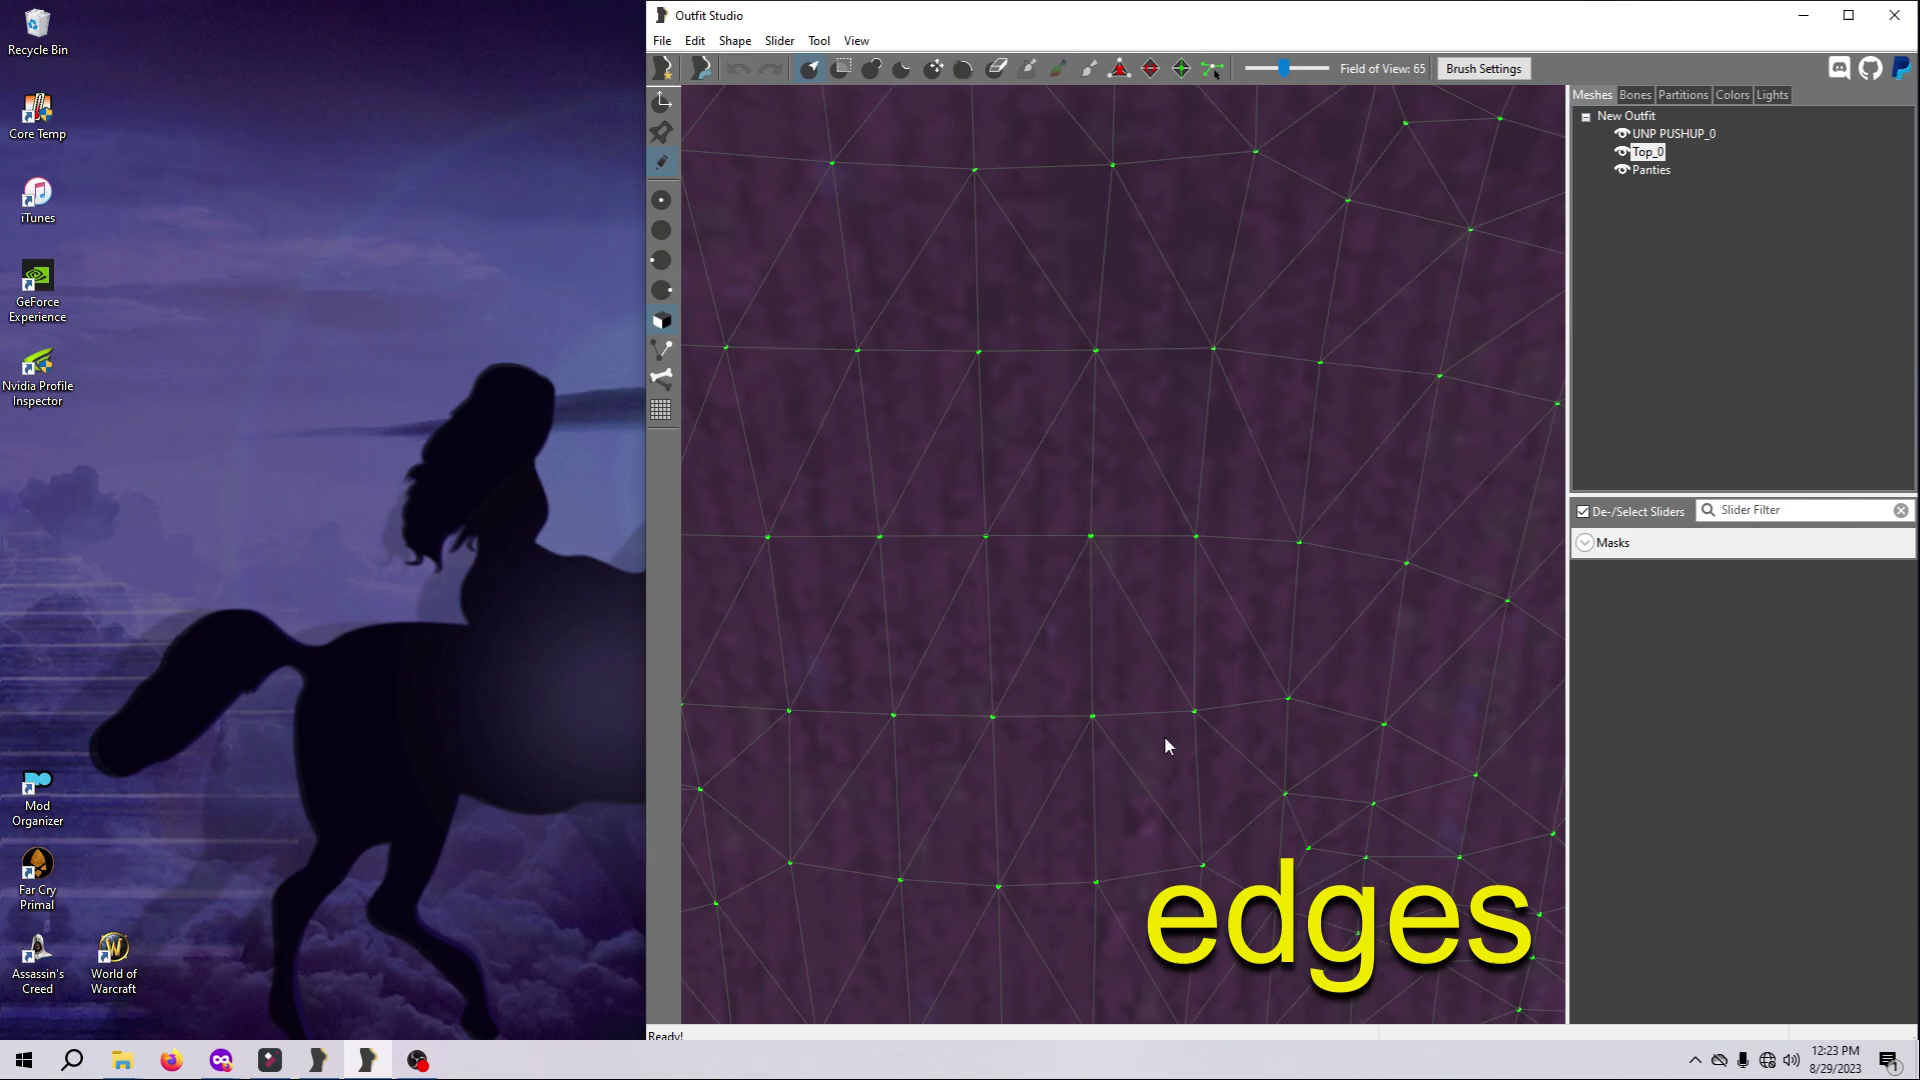 Recycle Bin
Core Temp
iTunes
GeForce
Experience
Nvidia Profile
Inspector
Mod
Organizer
Far Cry
Primal
Assassin's
Creed
World of
Warcraft
Outfit Studio
File Edit Shape Slider Tool View
Field of View: 65
Brush Settings
Meshes Bones Partitions Colors Lights
New Outfit
UNP PUSHUP_0
Top_0
Panties
De-/Select Sliders
Slider Filter
Masks
edges
Ready!
12:23 PM
8/29/2023
1